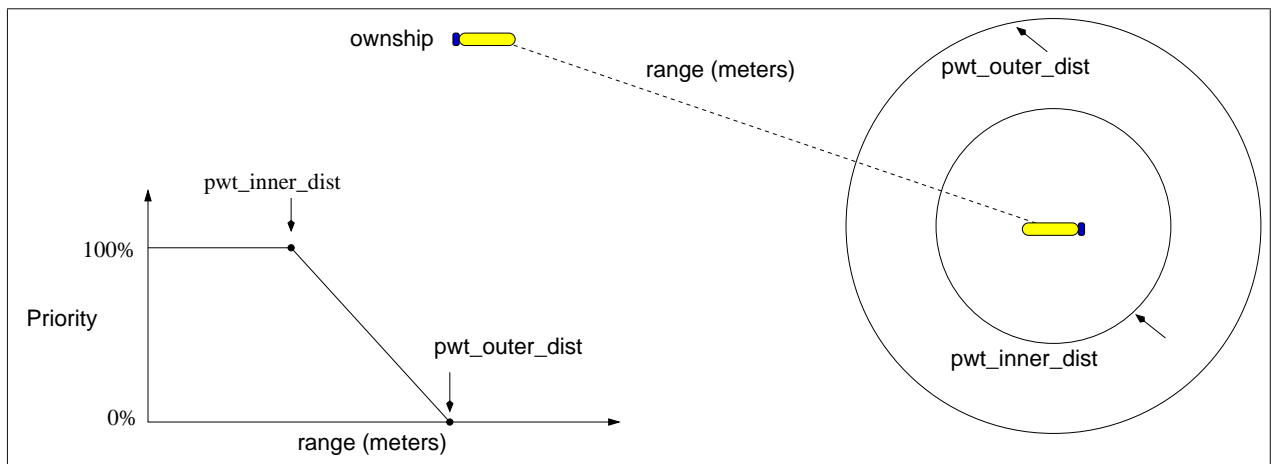 ownship
range (meters)
pwt_outer_dist
pwt_inner_dist
100%
Priority
pwt_outer_dist
0%
range (meters)
pwt_inner_dist